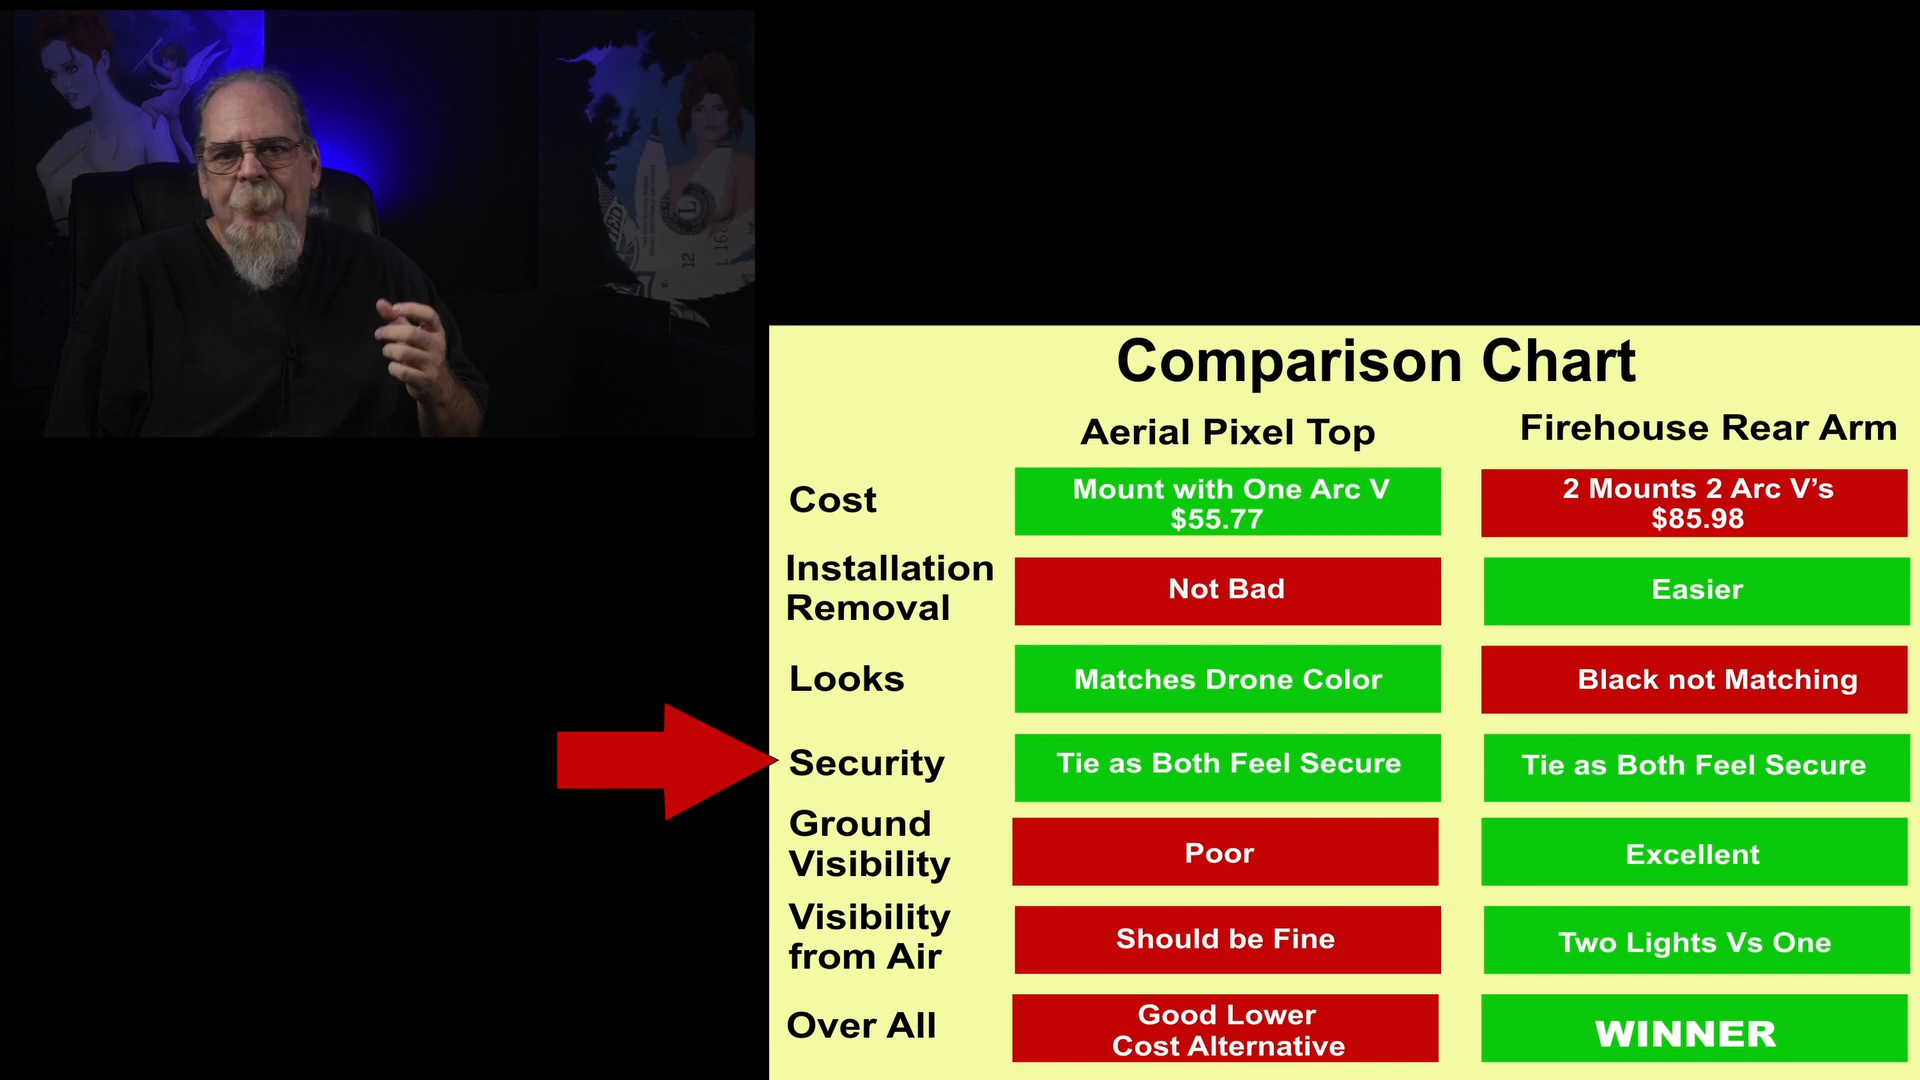 Comparison Chart
Aerial Pixel Top
Firehouse Rear Arm
Cost
Mount with One Arc V
$55.77
2 Mounts 2 Arc V’s
$85.98
Installation
Removal
Not Bad
Easier
Looks
Matches Drone Color
Black not Matching
Security
Tie as Both Feel Secure
Tie as Both Feel Secure
Ground
Visibility
Poor
Excellent
Visibility
from Air
Should be Fine
Two Lights Vs One
Over All
Good Lower
Cost Alternative
WINNER
12
L